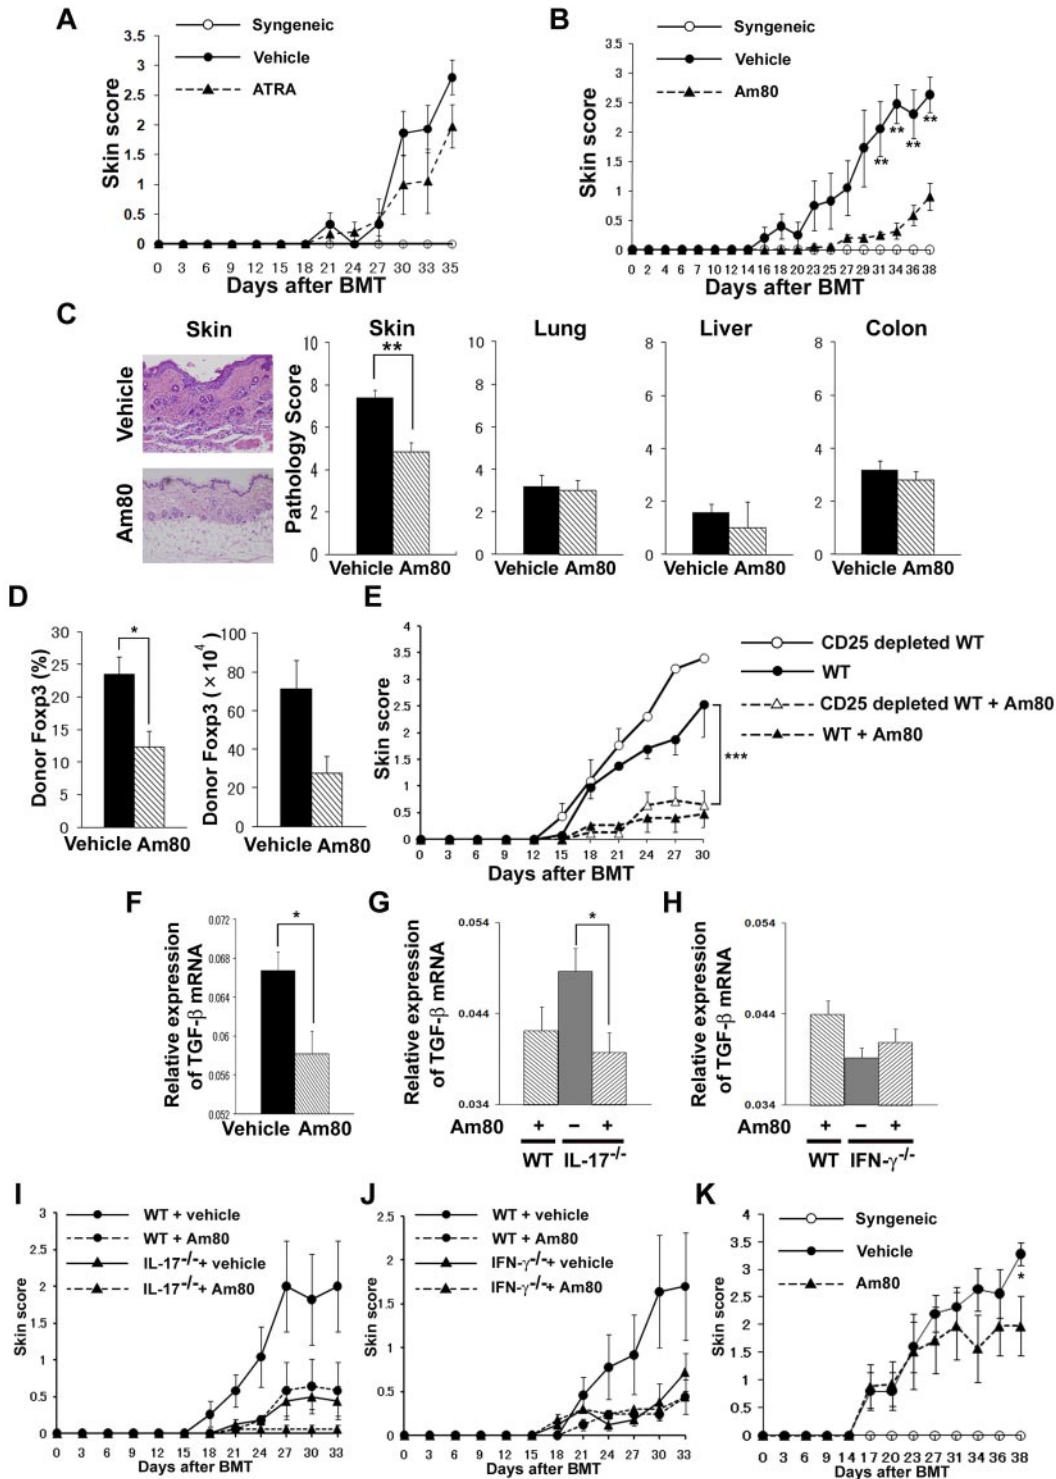 A
Syngeneic
Vehicle
ATRA
Skin score
3.5
3
2.5
2
1.5
1
0.5
0
0 3 6 9 12 15 18 21 24 27 30 33 35
Days after BMT
B
Syngeneic
Vehicle
Am80
Skin score
3.5
3
2.5
2
1.5
1
0.5
0
** ** ** **
0 2 4 6 7 10 12 14 16 18 20 23 25 27 29 31 34 36 38
Days after BMT
C
Skin Skin Lung Liver Colon
Vehicle
Am80
Pathology Score
10
8
6
4
2
0
**
Vehicle Am80
10
8
6
4
2
0
Vehicle Am80
8
6
4
2
0
Vehicle Am80
8
6
4
2
0
Vehicle Am80
D
Donor Foxp3 (%)
30
25
20
15
10
5
0
*
Vehicle Am80
Donor Foxp3 ( × 10⁴ )
100
80
60
40
20
0
Vehicle Am80
E
Skin score
4
3.5
3
2.5
2
1.5
1
0.5
0
***
0 3 6 9 12 15 18 21 24 27 30
Days after BMT
CD25 depleted WT
WT
CD25 depleted WT + Am80
WT + Am80
F
Relative expression
of TGF-β mRNA
0.072
0.068
0.064
0.06
0.056
0.052
*
Vehicle Am80
G
Relative expression
of TGF-β mRNA
0.054
0.044
0.034
*
Am80 + − +
WT IL-17⁻/⁻
H
Relative expression
of TGF-β mRNA
0.054
0.044
0.034
Am80 + − +
WT IFN-γ⁻/⁻
I
WT + vehicle
WT + Am80
IL-17⁻/⁻+ vehicle
IL-17⁻/⁻+ Am80
Skin score
3
2.5
2
1.5
1
0.5
0
0 3 6 9 12 15 18 21 24 27 30 33
Days after BMT
J
WT + vehicle
WT + Am80
IFN-γ⁻/⁻+ vehicle
IFN-γ⁻/⁻+ Am80
Skin score
2.5
2
1.5
1
0.5
0
0 3 6 9 12 15 18 21 24 27 30 33
Days after BMT
K
Syngeneic
Vehicle
Am80
Skin score
4
3.5
3
2.5
2
1.5
1
0.5
0
*
0 3 6 9 14 17 20 23 27 31 34 36 38
Days after BMT